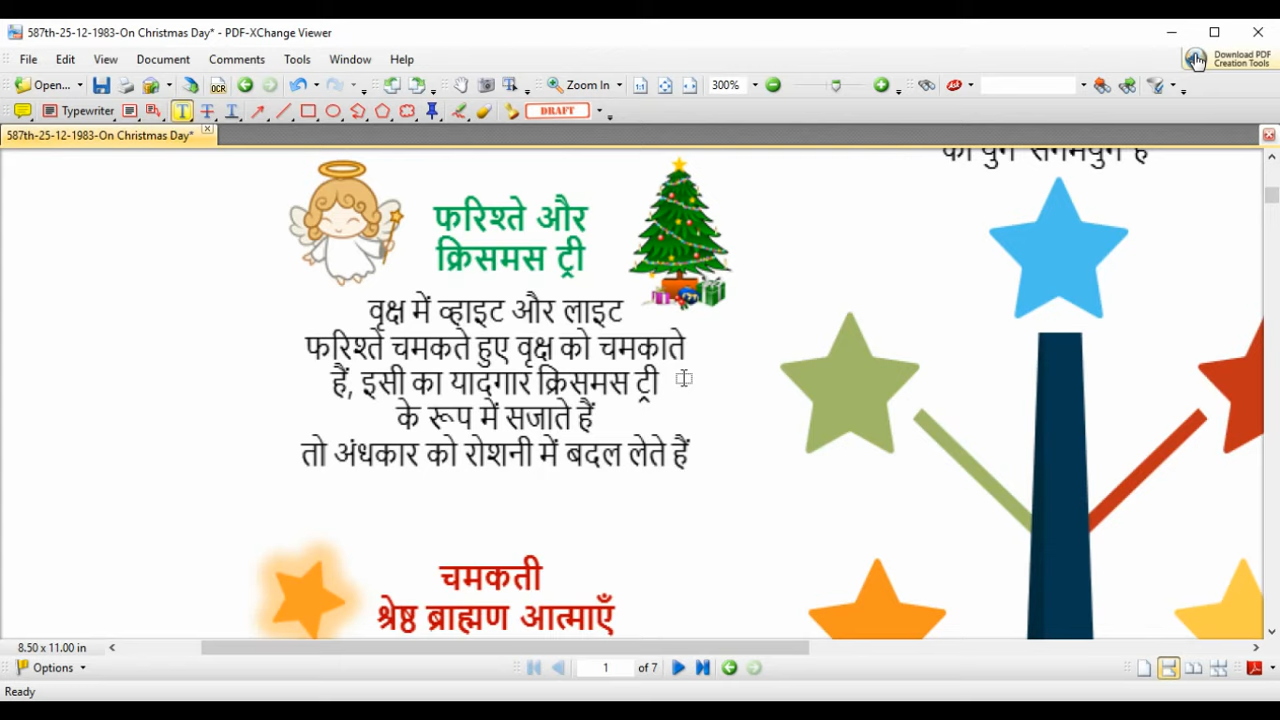 587th-25-12-1983-On Christmas Day* - PDF-XChange Viewer
File Edit View Document Comments Tools Window Help
Download PDF
Creation Tools
Open... OCR Zoom In 300%
Typewriter DRAFT
587th-25-12-1983-On Christmas Day*
फरिश्ते और
क्रिसमस ट्री
वृक्ष में व्हाइट और लाइट
फरिश्ते चमकते हुए वृक्ष को चमकाते
हैं, इसी का यादगार क्रिसमस ट्री
के रूप में सजाते हैं
तो अंधकार को रोशनी में बदल लेते हैं
चमकती
श्रेष्ठ ब्राह्मण आत्माएँ
8.50 x 11.00 in
Options 1 of 7
Ready